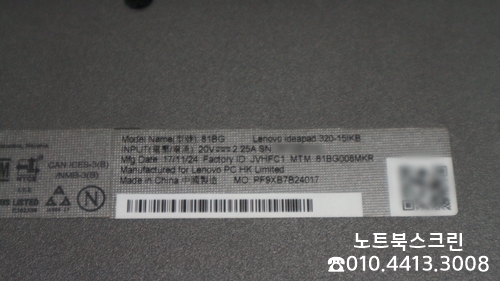 Model Name(型號): 81BG Lenovo ideapad 320-15IKB
INPUT(電壓/電流) 20V⎓2.25A SN
Mfg Date: 17/11/24 Factory ID: JVHFC1 MTM: 81BG008MKR
Manufactured for Lenovo PC HK Limited
Made in China 中國製造 MO: PF9XB7B24017
CAN ICES-3(B)
/NMB-3(B)
LISTED
노트북스크린
☎010.4413.3008